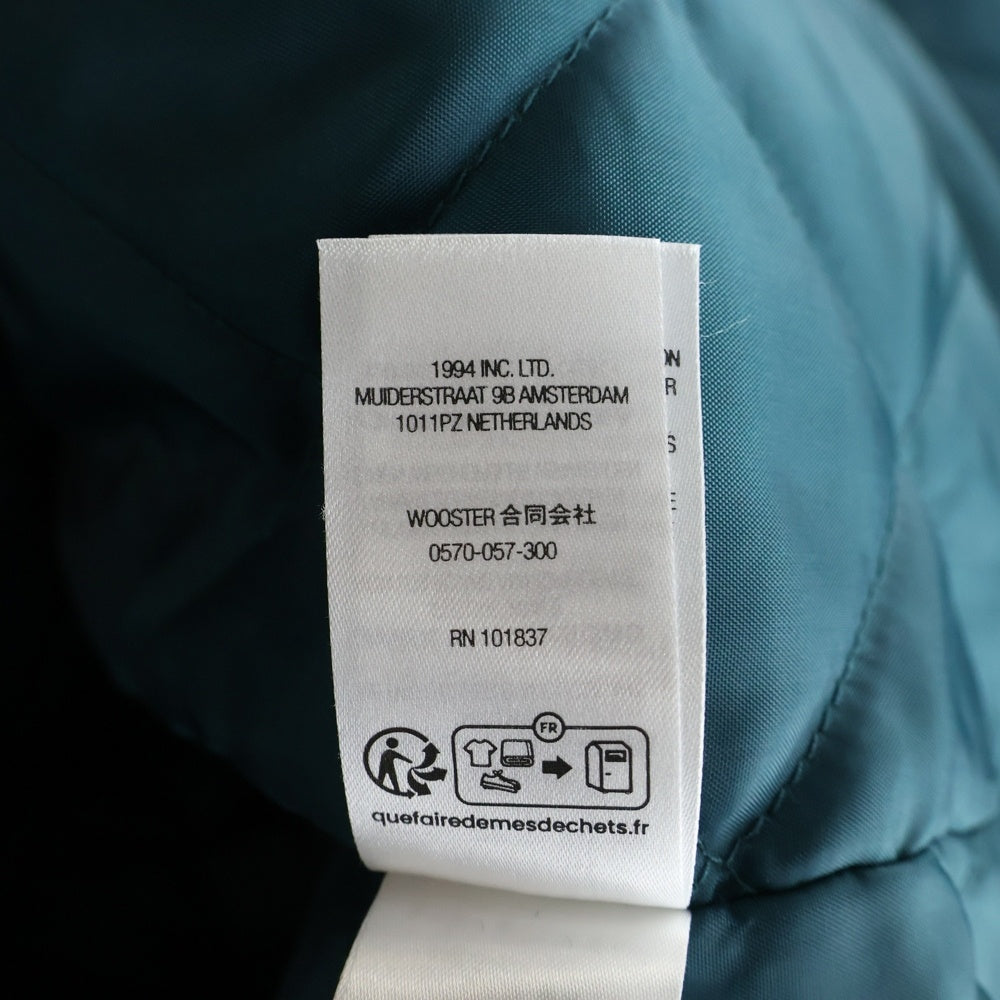 1994 INC. LTD.
MUIDERSTRAAT 9B AMSTERDAM
1011PZ NETHERLANDS
WOOSTER 合同会社
0570-057-300
RN 101837
FR
quefairedemesdechets.fr